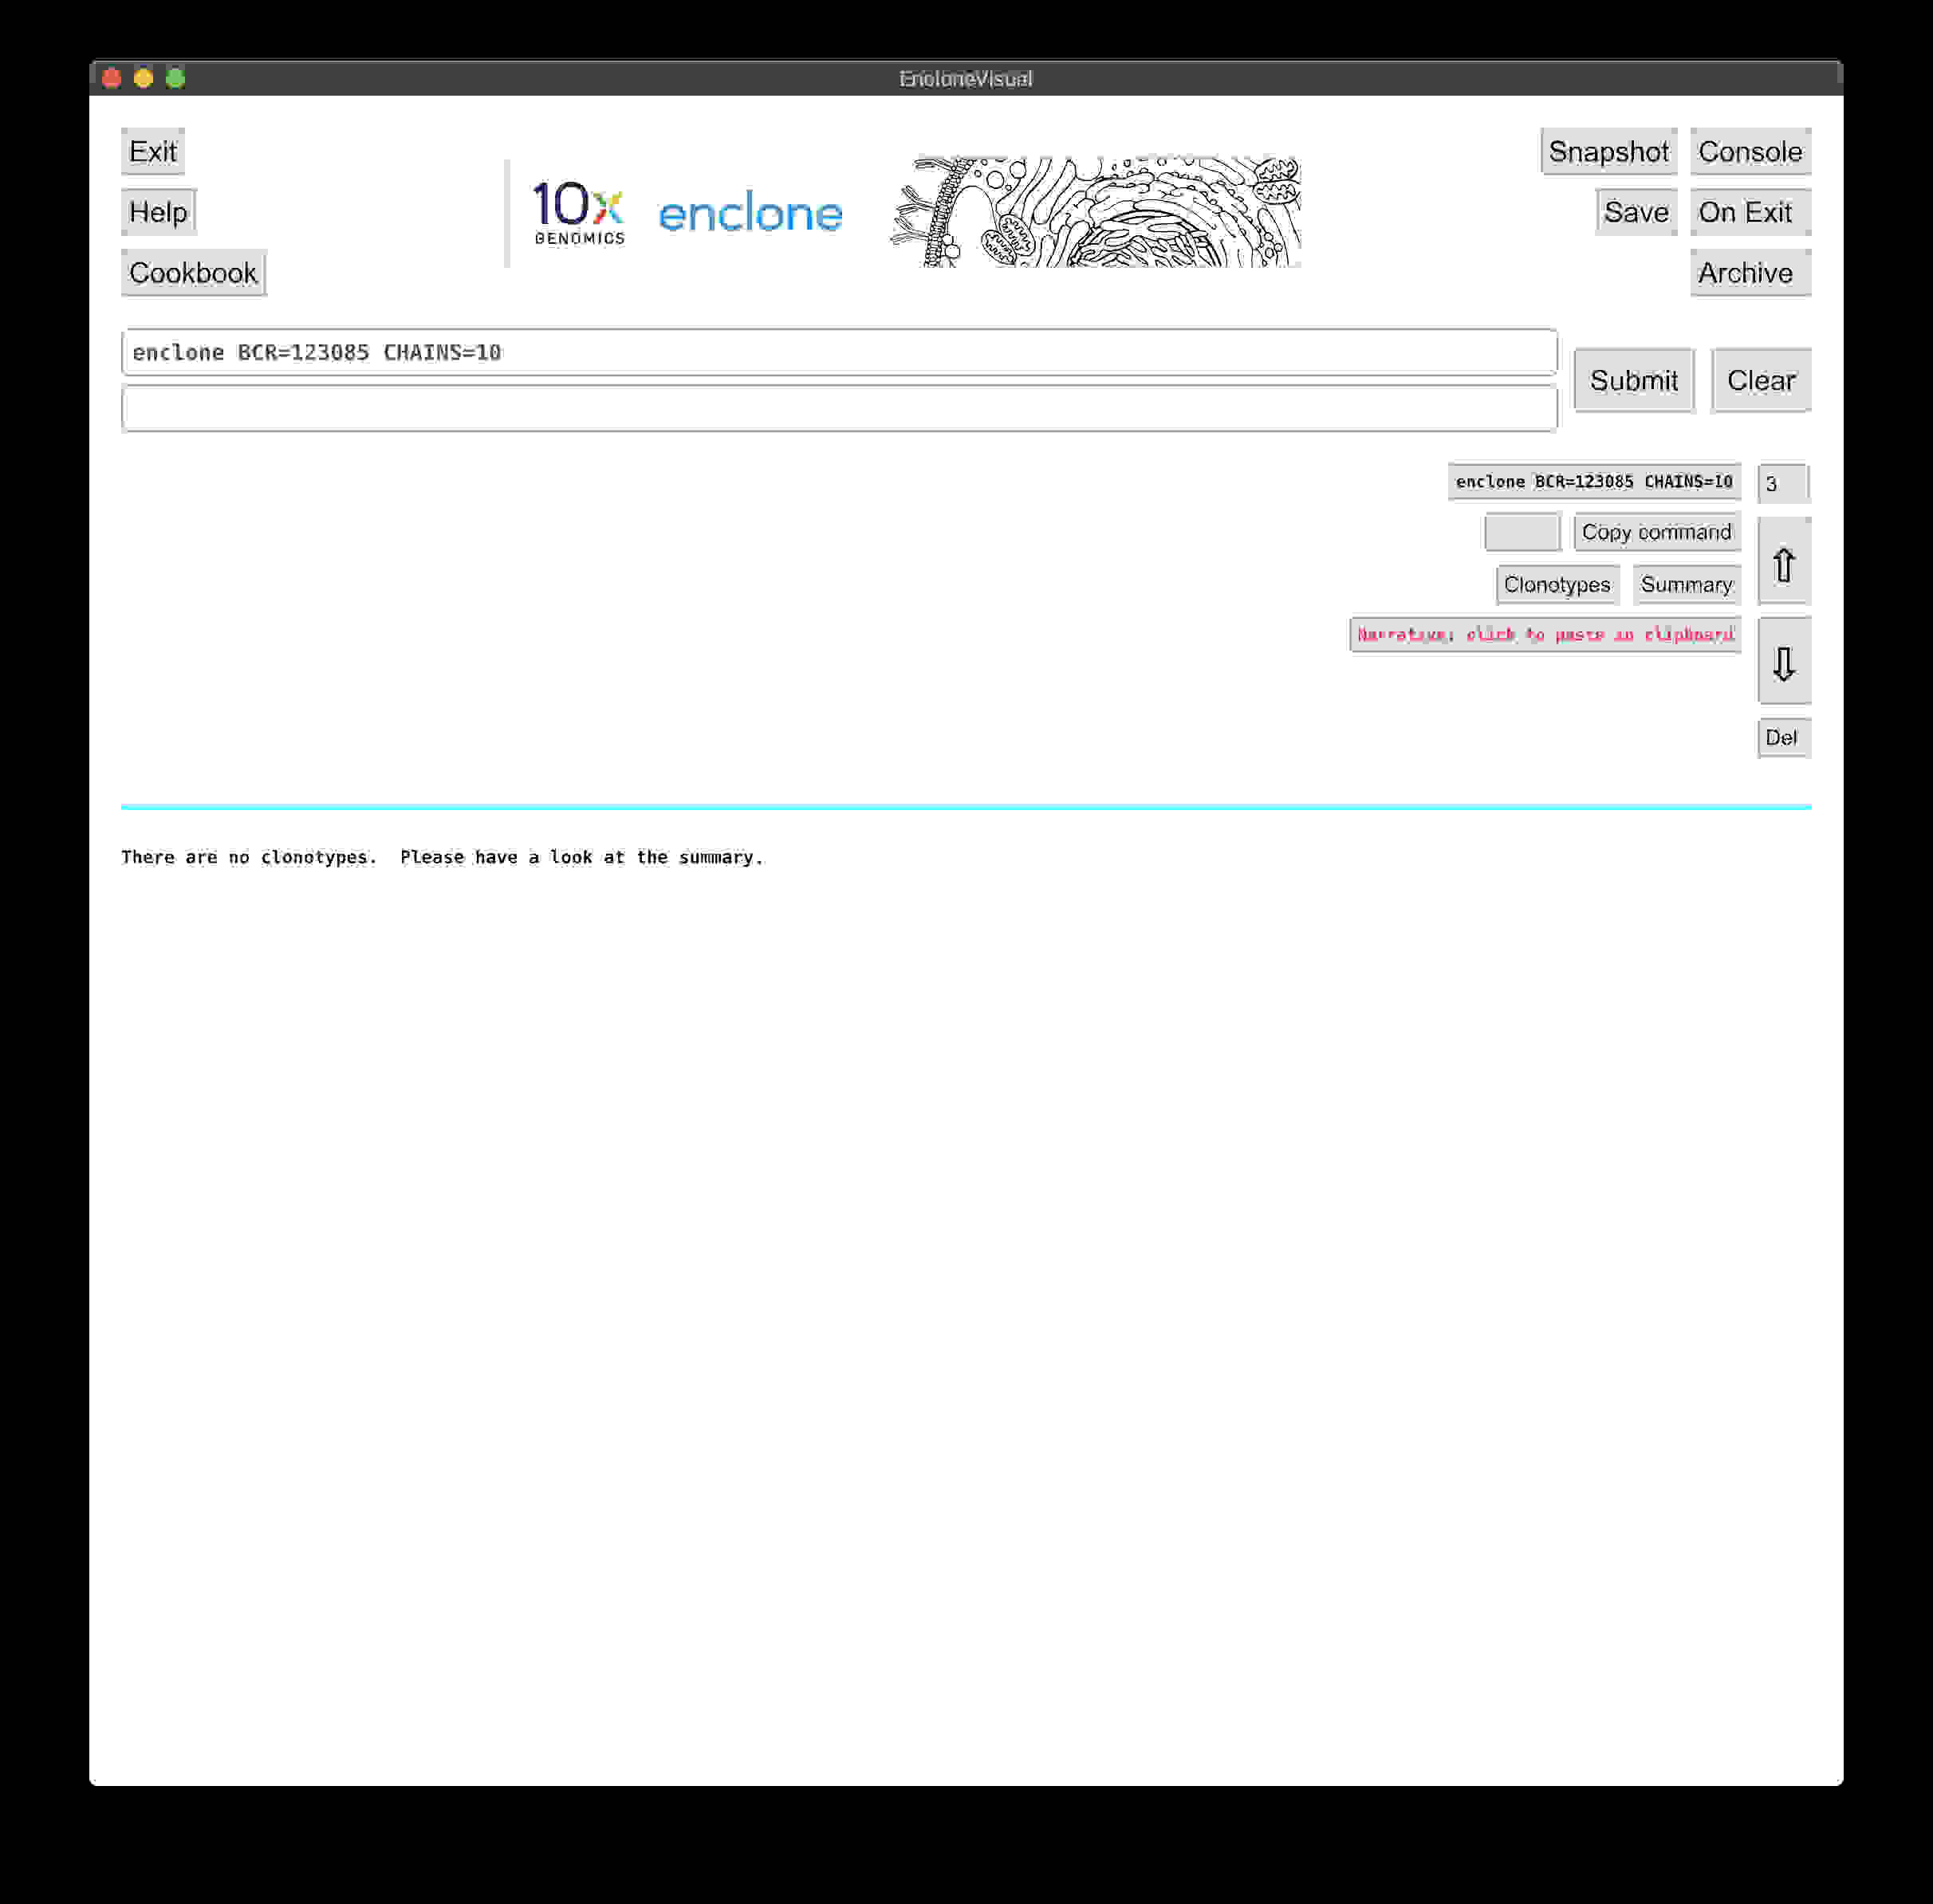 EncloneVisual
Exit
Snapshot Console
Help
10x GENOMICS enclone
Save On Exit
Cookbook
Archive
enclone BCR=123085 CHAINS=10
Submit Clear
enclone BCR=123085 CHAINS=10 3
Copy command
⇧
Clonotypes Summary
Narrative: click to paste in clipboard
⇩
Del
There are no clonotypes.  Please have a look at the summary.